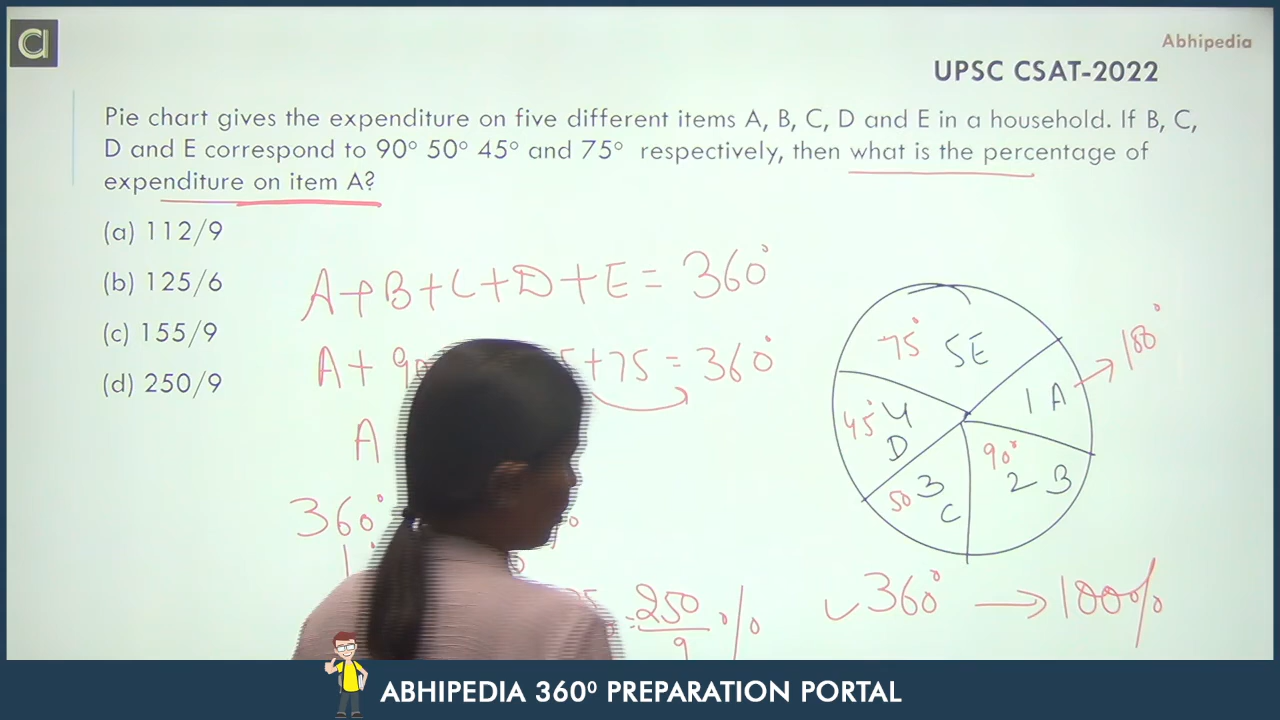 Abhipedia
UPSC CSAT-2022
Pie chart gives the expenditure on five different items A, B, C, D and E in a household. If B, C,
D and E correspond to 90° 50° 45° and 75° respectively, then what is the percentage of
expenditure on item A?
(a) 112/9
(b) 125/6
(c) 155/9
(d) 250/9
A+B+C+D+E = 360°
A + 90 +75 = 360°
A
360°
1°
= 250/9 %
75° 5E
1 A → 100°
45° 4 D
90° 2 B
50 3 C
360° → 100%
ABHIPEDIA 360° PREPARATION PORTAL